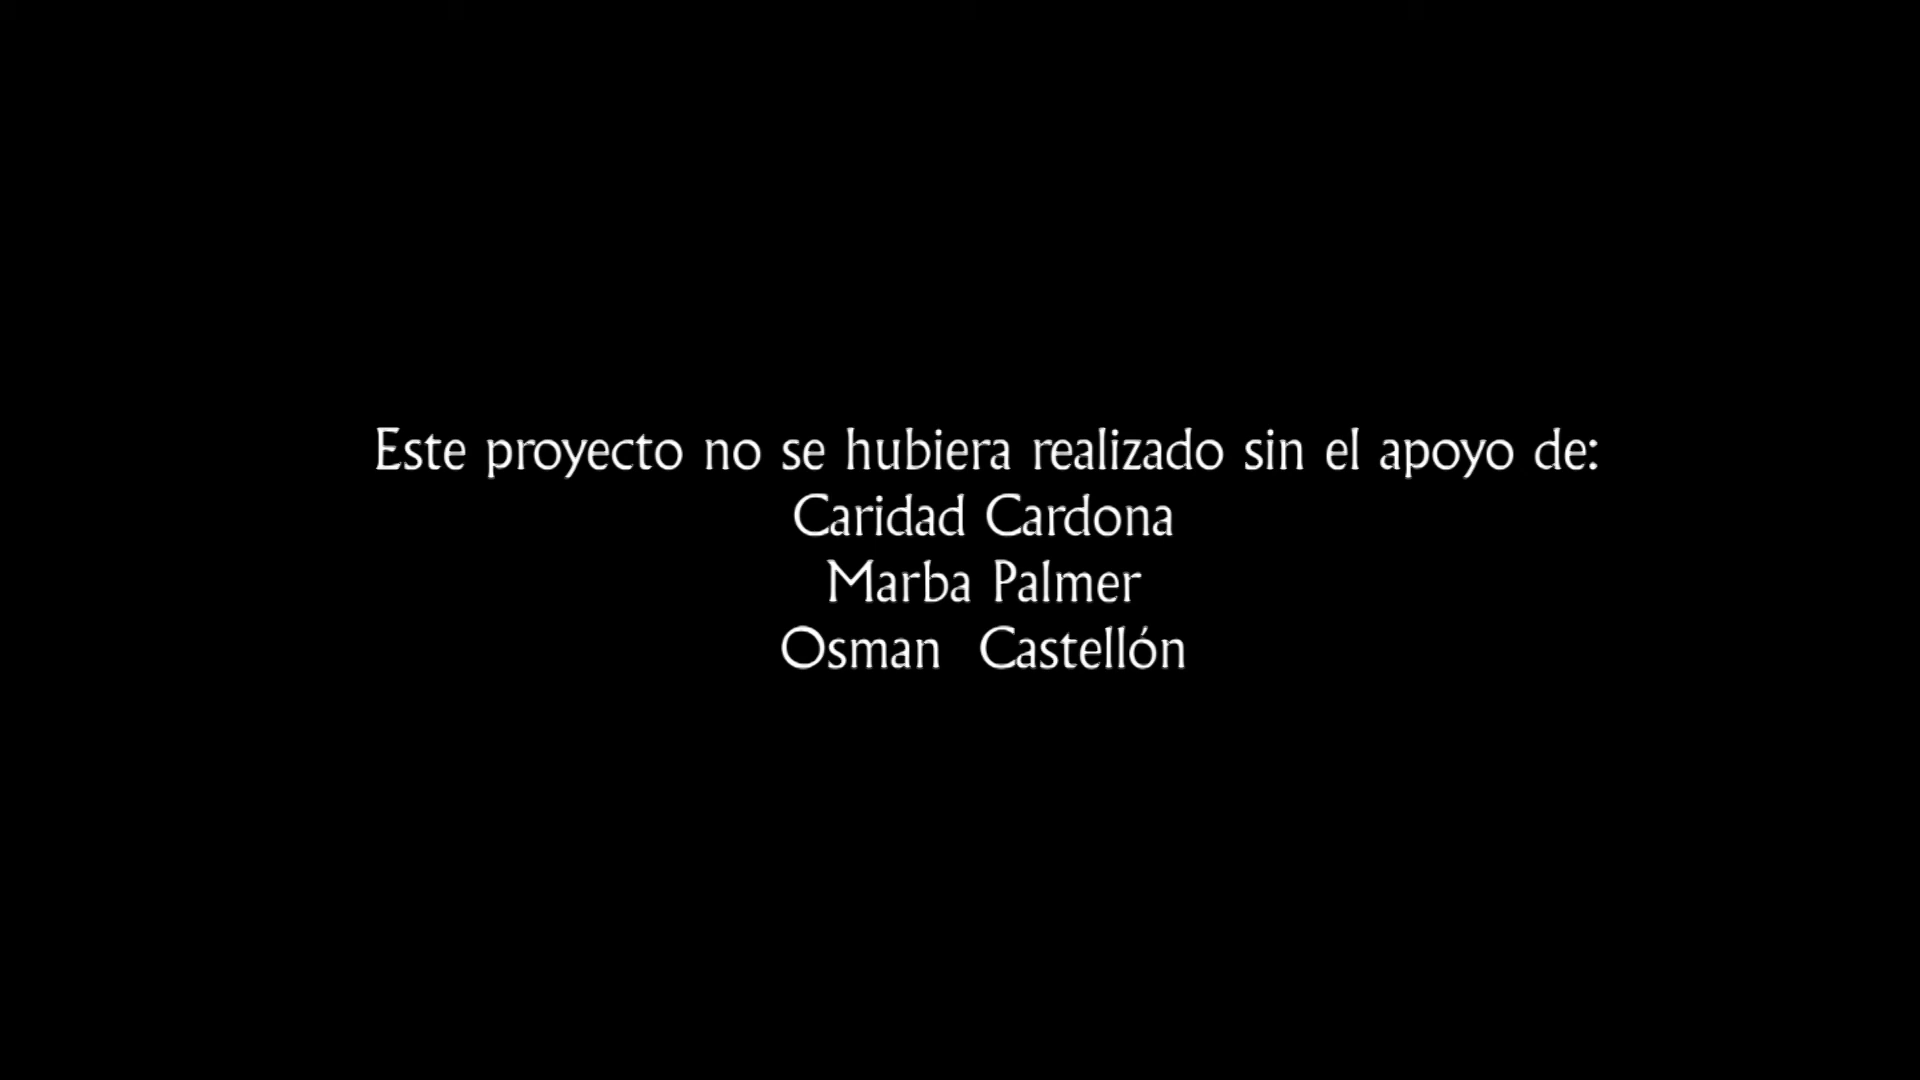 Este proyecto no se hubiera realizado sin el apoyo de:
Caridad Cardona
Marba Palmer
Osman  Castellón